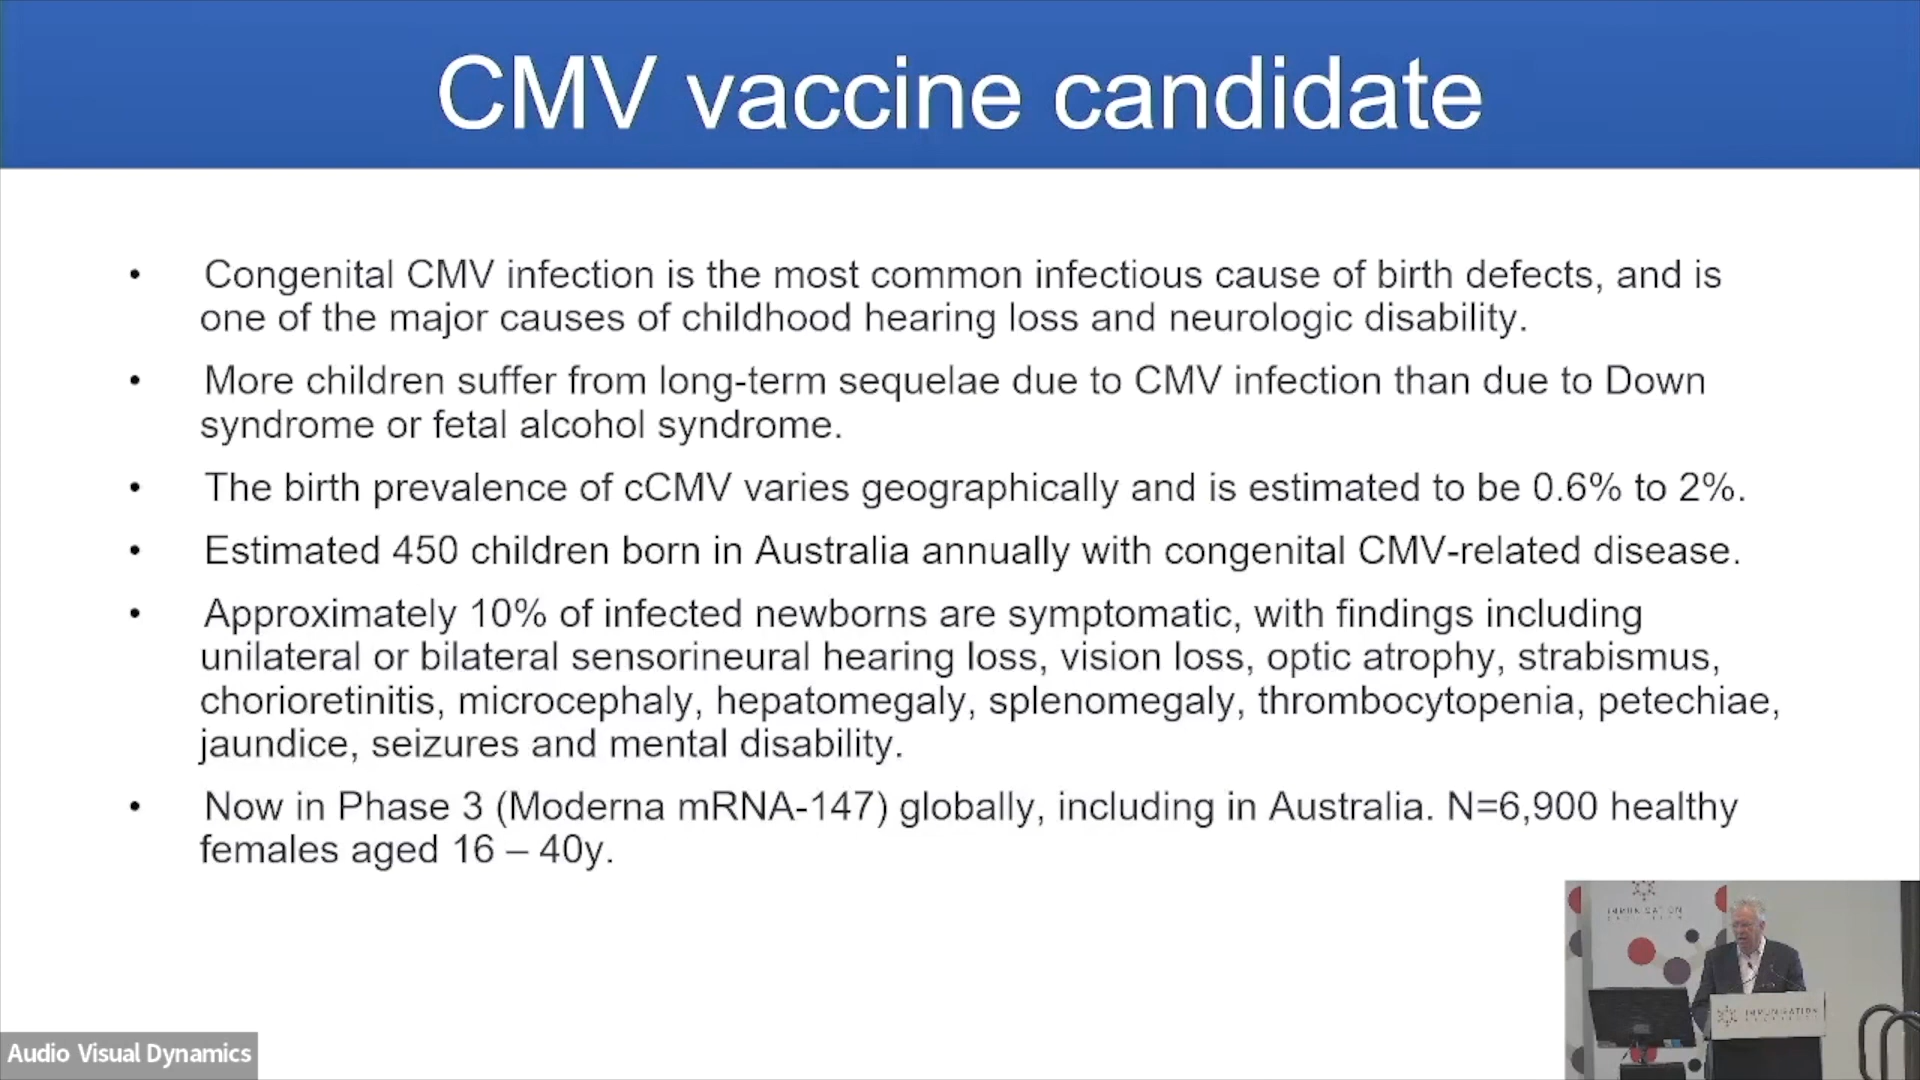 CMV vaccine candidate
• Congenital CMV infection is the most common infectious cause of birth defects, and is
one of the major causes of childhood hearing loss and neurologic disability.
• More children suffer from long-term sequelae due to CMV infection than due to Down
syndrome or fetal alcohol syndrome.
• The birth prevalence of cCMV varies geographically and is estimated to be 0.6% to 2%.
• Estimated 450 children born in Australia annually with congenital CMV-related disease.
• Approximately 10% of infected newborns are symptomatic, with findings including
unilateral or bilateral sensorineural hearing loss, vision loss, optic atrophy, strabismus,
chorioretinitis, microcephaly, hepatomegaly, splenomegaly, thrombocytopenia, petechiae,
jaundice, seizures and mental disability.
• Now in Phase 3 (Moderna mRNA-147) globally, including in Australia. N=6,900 healthy
females aged 16 – 40y.
IMMUNISATION
IMMUNISATION
Audio Visual Dynamics